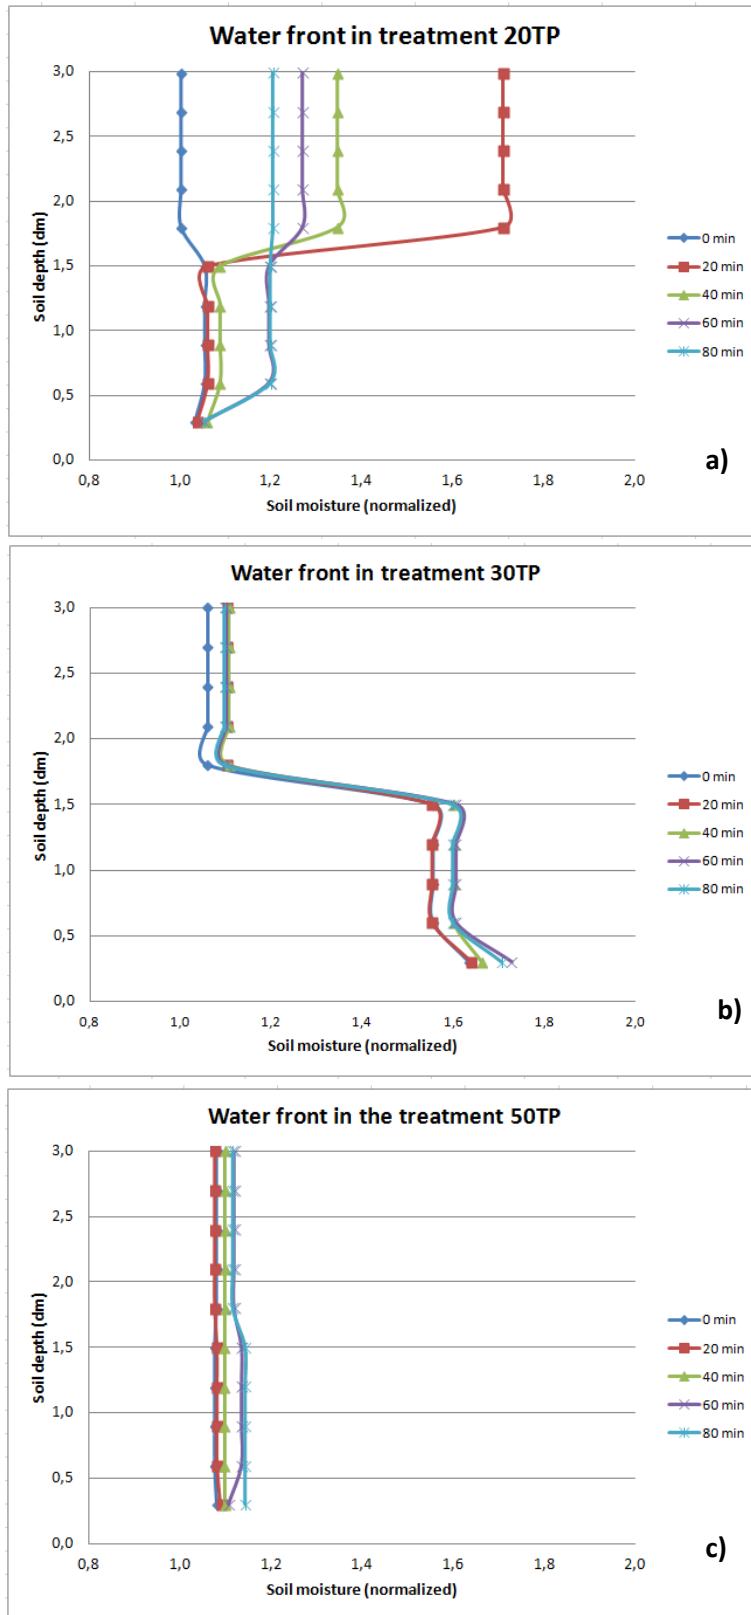 Water front in treatment 20TP
3,0
2,5
2,0
1,5
1,0
0,5
0,0
Soil depth (dm)
0,8 1,0 1,2 1,4 1,6 1,8 2,0
Soil moisture (normalized)
0 min
20 min
40 min
60 min
80 min
a)
Water front in treatment 30TP
3,0
2,5
2,0
1,5
1,0
0,5
0,0
Soil depth (dm)
0,8 1,0 1,2 1,4 1,6 1,8 2,0
Soil moisture (normalized)
0 min
20 min
40 min
60 min
80 min
b)
Water front in the treatment 50TP
3,0
2,5
2,0
1,5
1,0
0,5
0,0
Soil depth (dm)
0,8 1,0 1,2 1,4 1,6 1,8 2,0
Soil moisture (normalized)
0 min
20 min
40 min
60 min
80 min
c)